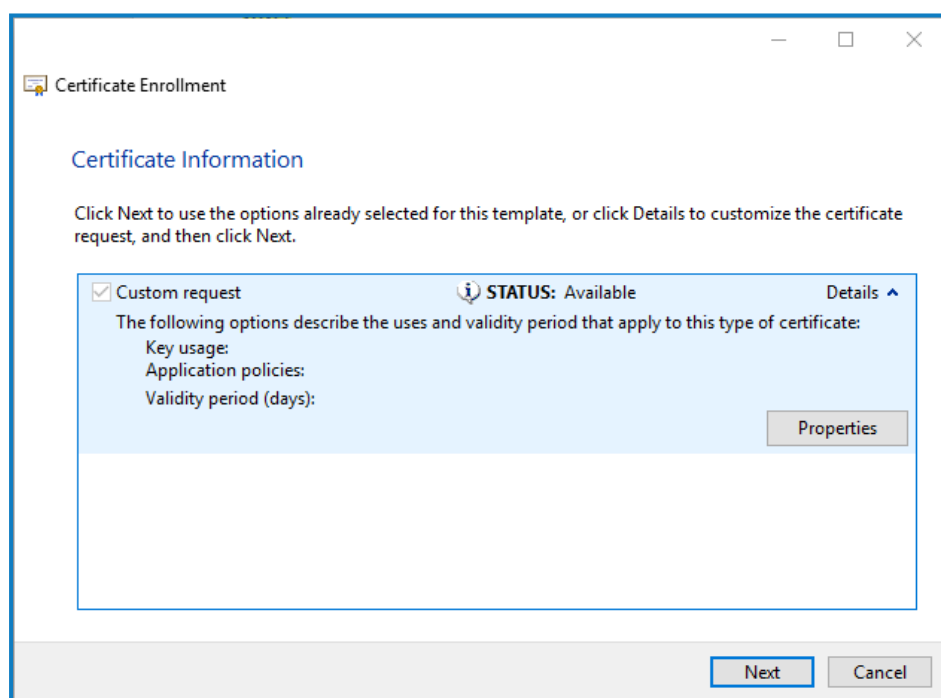 Certificate Enrollment
Certificate Information
Click Next to use the options already selected for this template, or click Details to customize the certificate
request, and then click Next.
Custom request STATUS: Available Details
The following options describe the uses and validity period that apply to this type of certificate:
Key usage:
Application policies:
Validity period (days):
Properties
Next Cancel